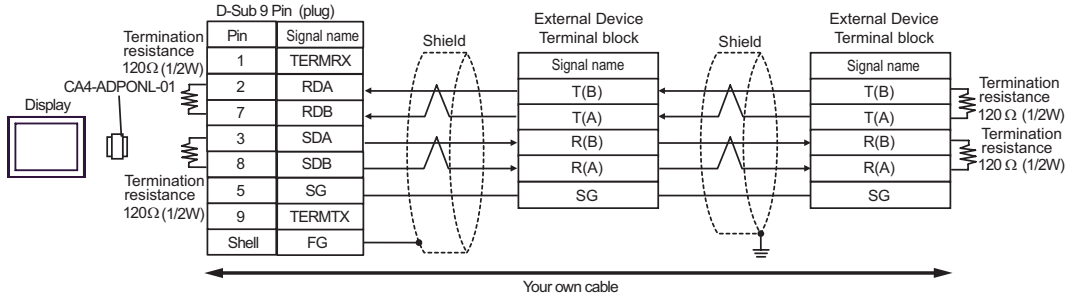 D-Sub 9 Pin (plug)
Termination
resistance
120Ω (1/2W)
CA4-ADPONL-01
Display
Termination
resistance
120Ω (1/2W)
Pin Signal name
1 TERMRX
2 RDA
7 RDB
3 SDA
8 SDB
5 SG
9 TERMTX
Shell FG
Shield
External Device
Terminal block
Signal name
T(B)
T(A)
R(B)
R(A)
SG
Shield
External Device
Terminal block
Signal name
T(B)
T(A)
R(B)
R(A)
SG
Termination
resistance
120 Ω (1/2W)
Termination
resistance
120 Ω (1/2W)
Your own cable